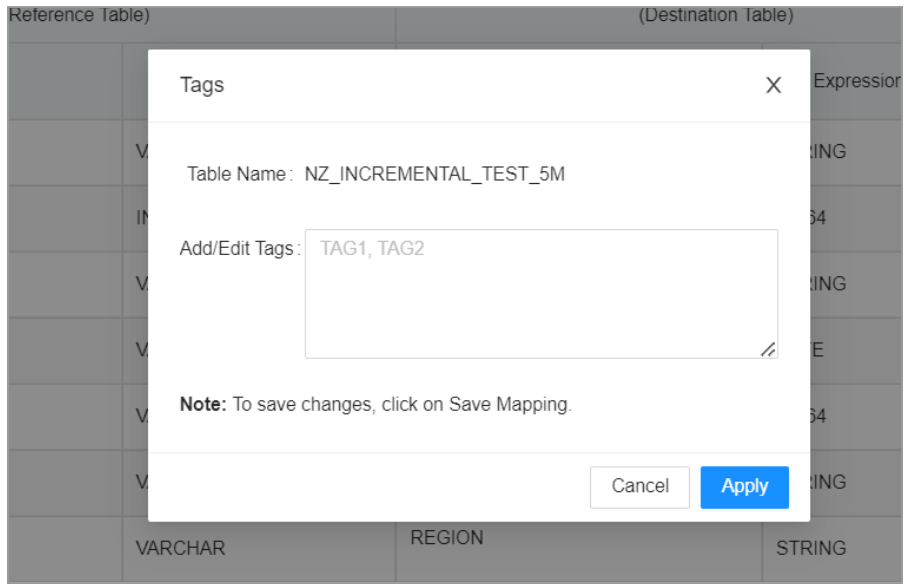 Reference Table) (Destination Table)
Tags X Expression
Table Name: NZ_INCREMENTAL_TEST_5M
Add/Edit Tags: TAG1, TAG2
Note: To save changes, click on Save Mapping.
Cancel Apply
VARCHAR REGION STRING